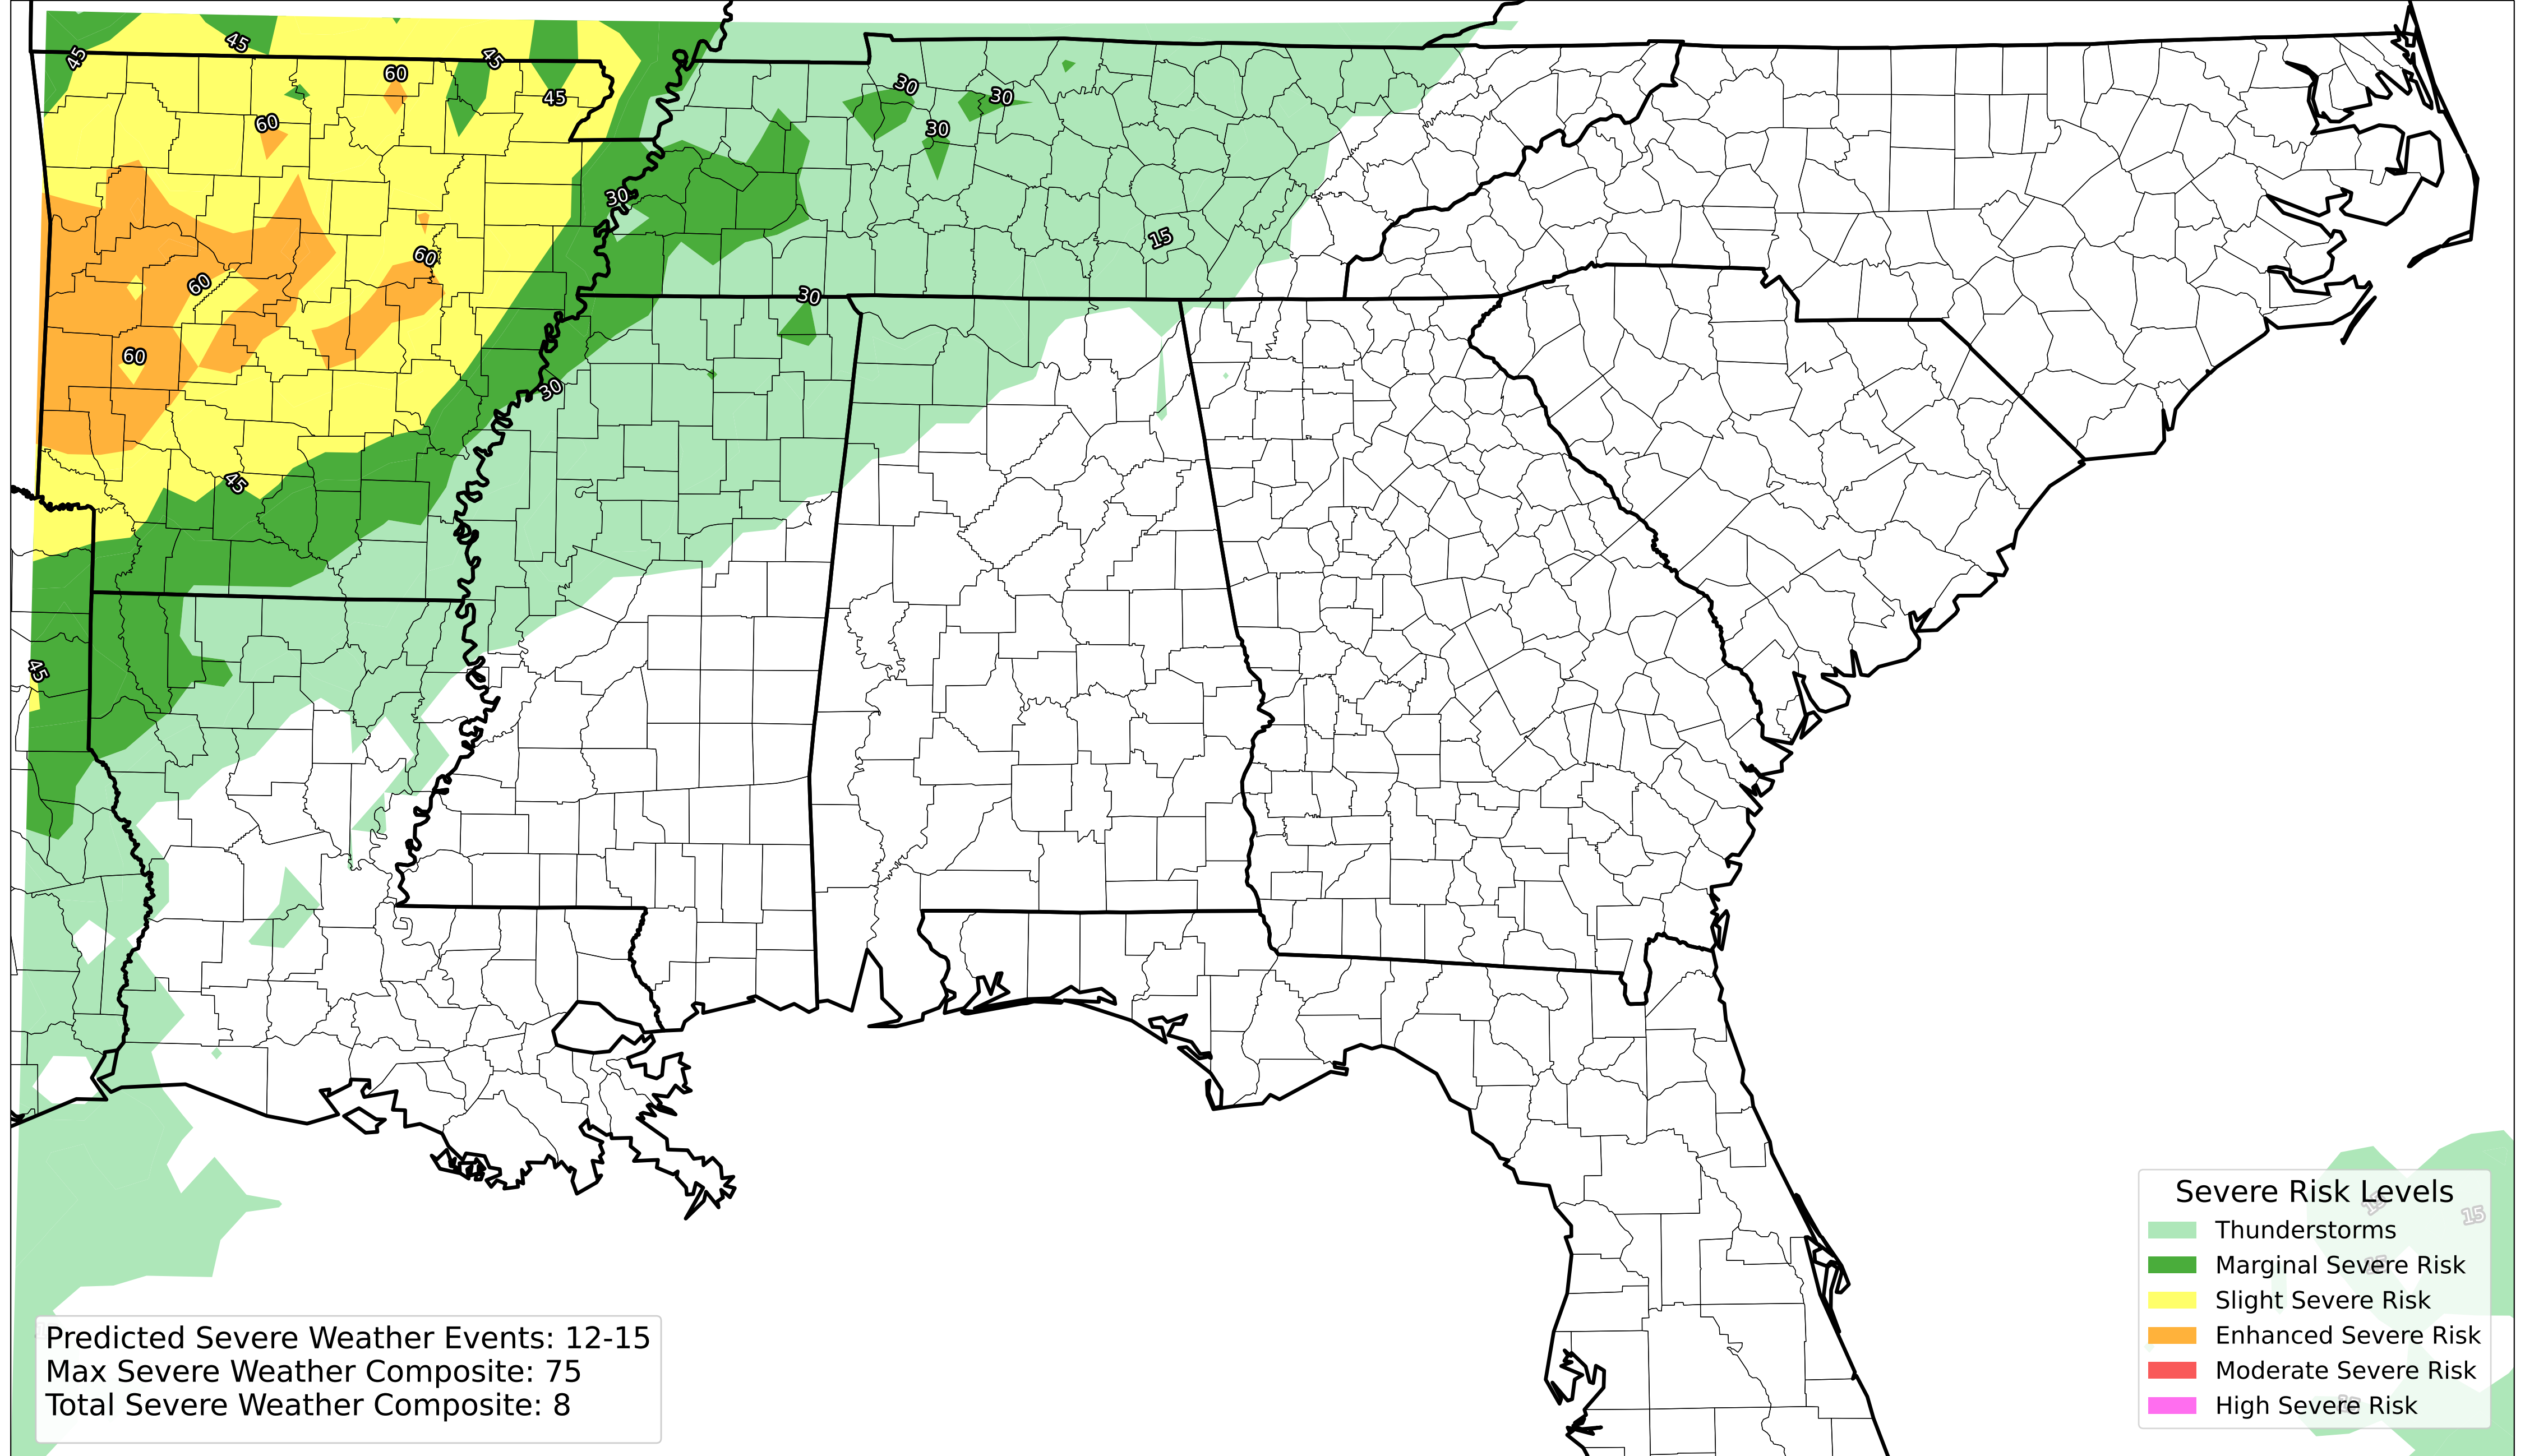 45
45
45
60
45
30
30
60
30
30
60
15
60
30
60
30
45
45
Severe Risk Levels
15
15
Thunderstorms
Marginal Severe Risk
Slight Severe Risk
Enhanced Severe Risk
Moderate Severe Risk
High Severe Risk
Predicted Severe Weather Events: 12-15
Max Severe Weather Composite: 75
Total Severe Weather Composite: 8